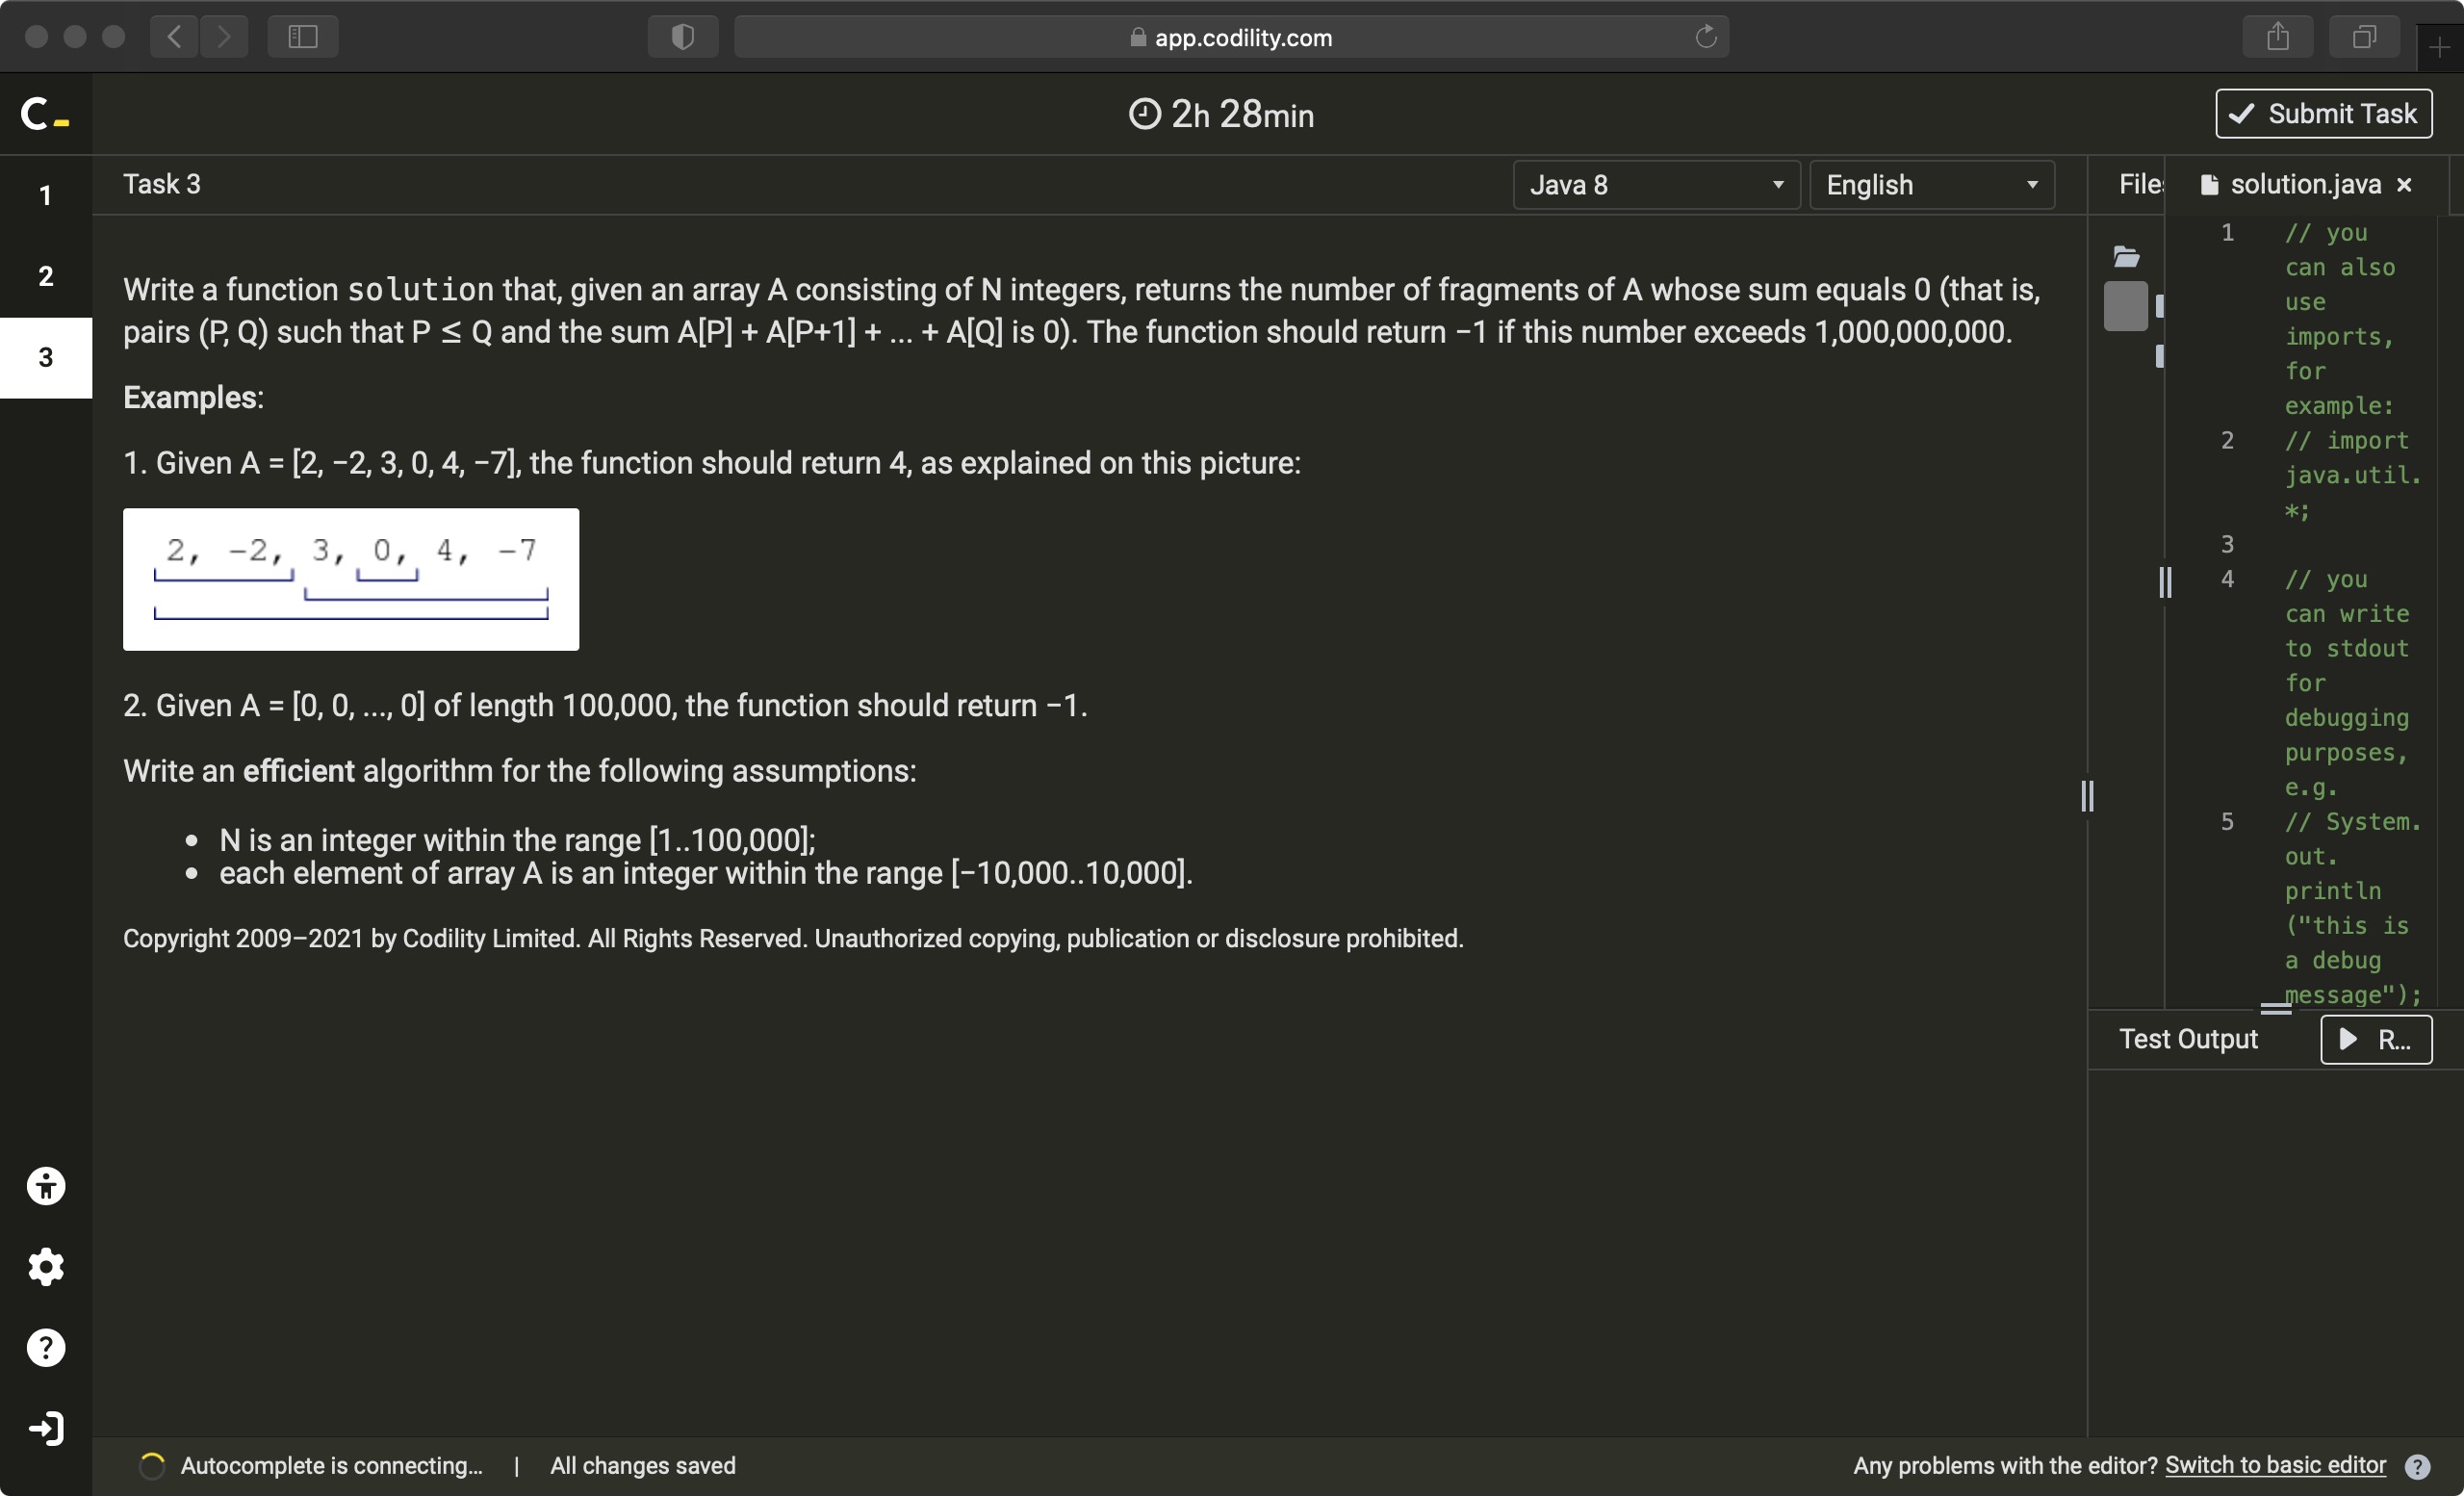 app.codility.com
C_
2h 28min
Submit Task
1
2
3
Task 3
Java 8
English
Files
solution.java ×
Write a function solution that, given an array A consisting of N integers, returns the number of fragments of A whose sum equals 0 (that is,
pairs (P, Q) such that P ≤ Q and the sum A[P] + A[P+1] + ... + A[Q] is 0). The function should return −1 if this number exceeds 1,000,000,000.
Examples:
1. Given A = [2, −2, 3, 0, 4, −7], the function should return 4, as explained on this picture:
2, -2, 3, 0, 4, -7
2. Given A = [0, 0, ..., 0] of length 100,000, the function should return −1.
Write an efficient algorithm for the following assumptions:
• N is an integer within the range [1..100,000];
• each element of array A is an integer within the range [−10,000..10,000].
Copyright 2009–2021 by Codility Limited. All Rights Reserved. Unauthorized copying, publication or disclosure prohibited.
1 // you
can also
use
imports,
for
example:
2 // import
java.util.
*;
3
4 // you
can write
to stdout
for
debugging
purposes,
e.g.
5 // System.
out.
println
("this is
a debug
message");
Test Output
R...
Autocomplete is connecting... | All changes saved
Any problems with the editor? Switch to basic editor ?